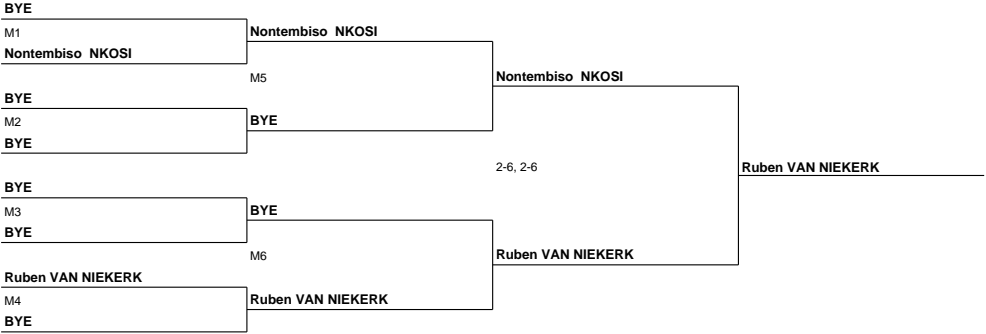 BYE
M1
Nontembiso NKOSI
Nontembiso NKOSI
M5
Nontembiso NKOSI
BYE
M2
BYE
BYE
2-6, 2-6
Ruben VAN NIEKERK
BYE
M3
BYE
BYE
M6
Ruben VAN NIEKERK
Ruben VAN NIEKERK
M4
Ruben VAN NIEKERK
BYE